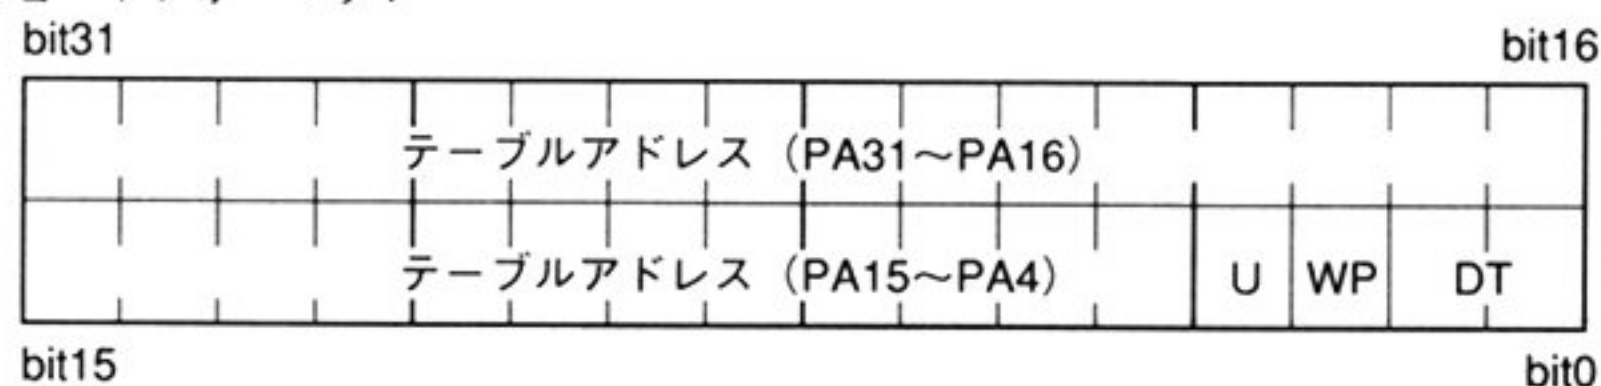 bit31 bit16
テーブルアドレス（PA31〜PA16）
テーブルアドレス（PA15〜PA4） U WP DT
bit15 bit0